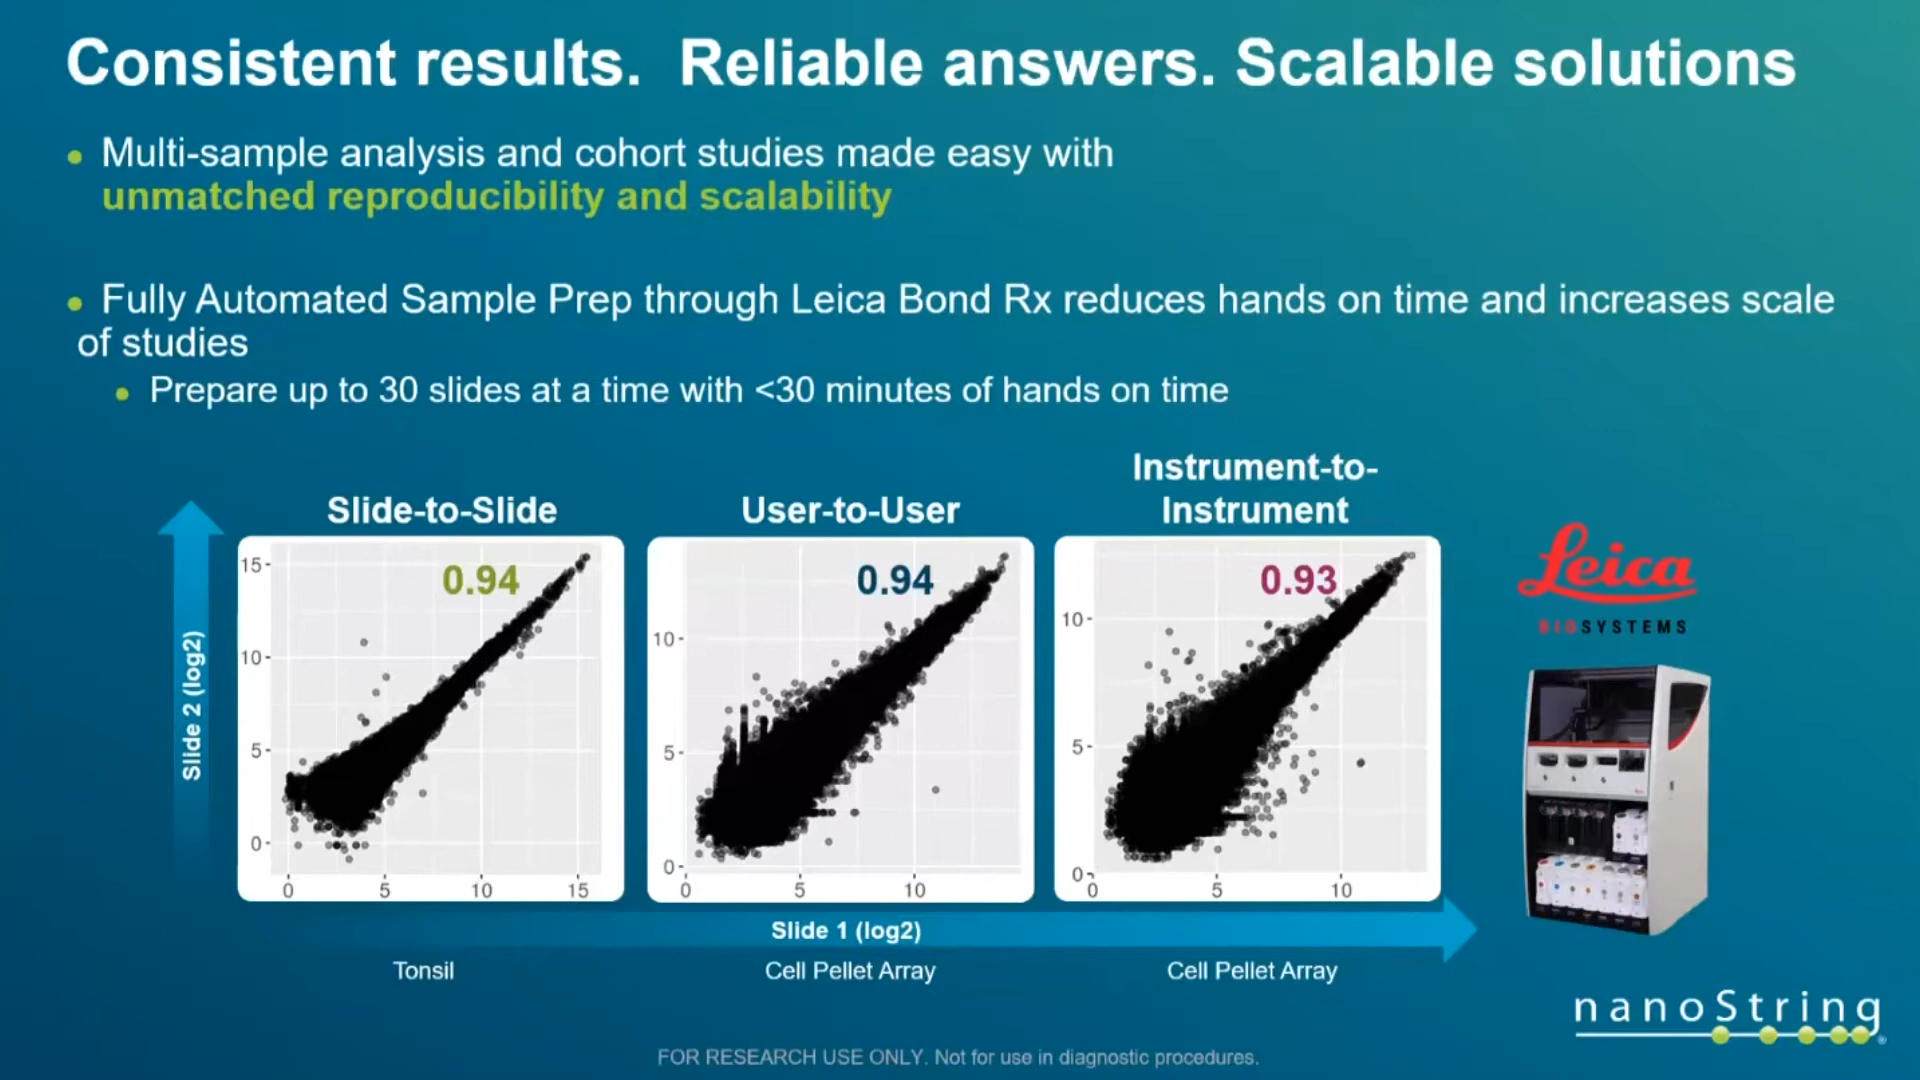 Consistent results.  Reliable answers. Scalable solutions
• Multi-sample analysis and cohort studies made easy with
unmatched reproducibility and scalability
• Fully Automated Sample Prep through Leica Bond Rx reduces hands on time and increases scale
of studies
• Prepare up to 30 slides at a time with <30 minutes of hands on time
Slide-to-Slide
User-to-User
Instrument-to-
Instrument
Slide 2 (log2)
0.94
15
10
5
0
0 5 10 15
0.94
10
5
0
0 5 10
0.93
10
5
0
0 5 10
Slide 1 (log2)
Tonsil
Cell Pellet Array
Cell Pellet Array
Leica
BIOSYSTEMS
nanoString®
FOR RESEARCH USE ONLY. Not for use in diagnostic procedures.